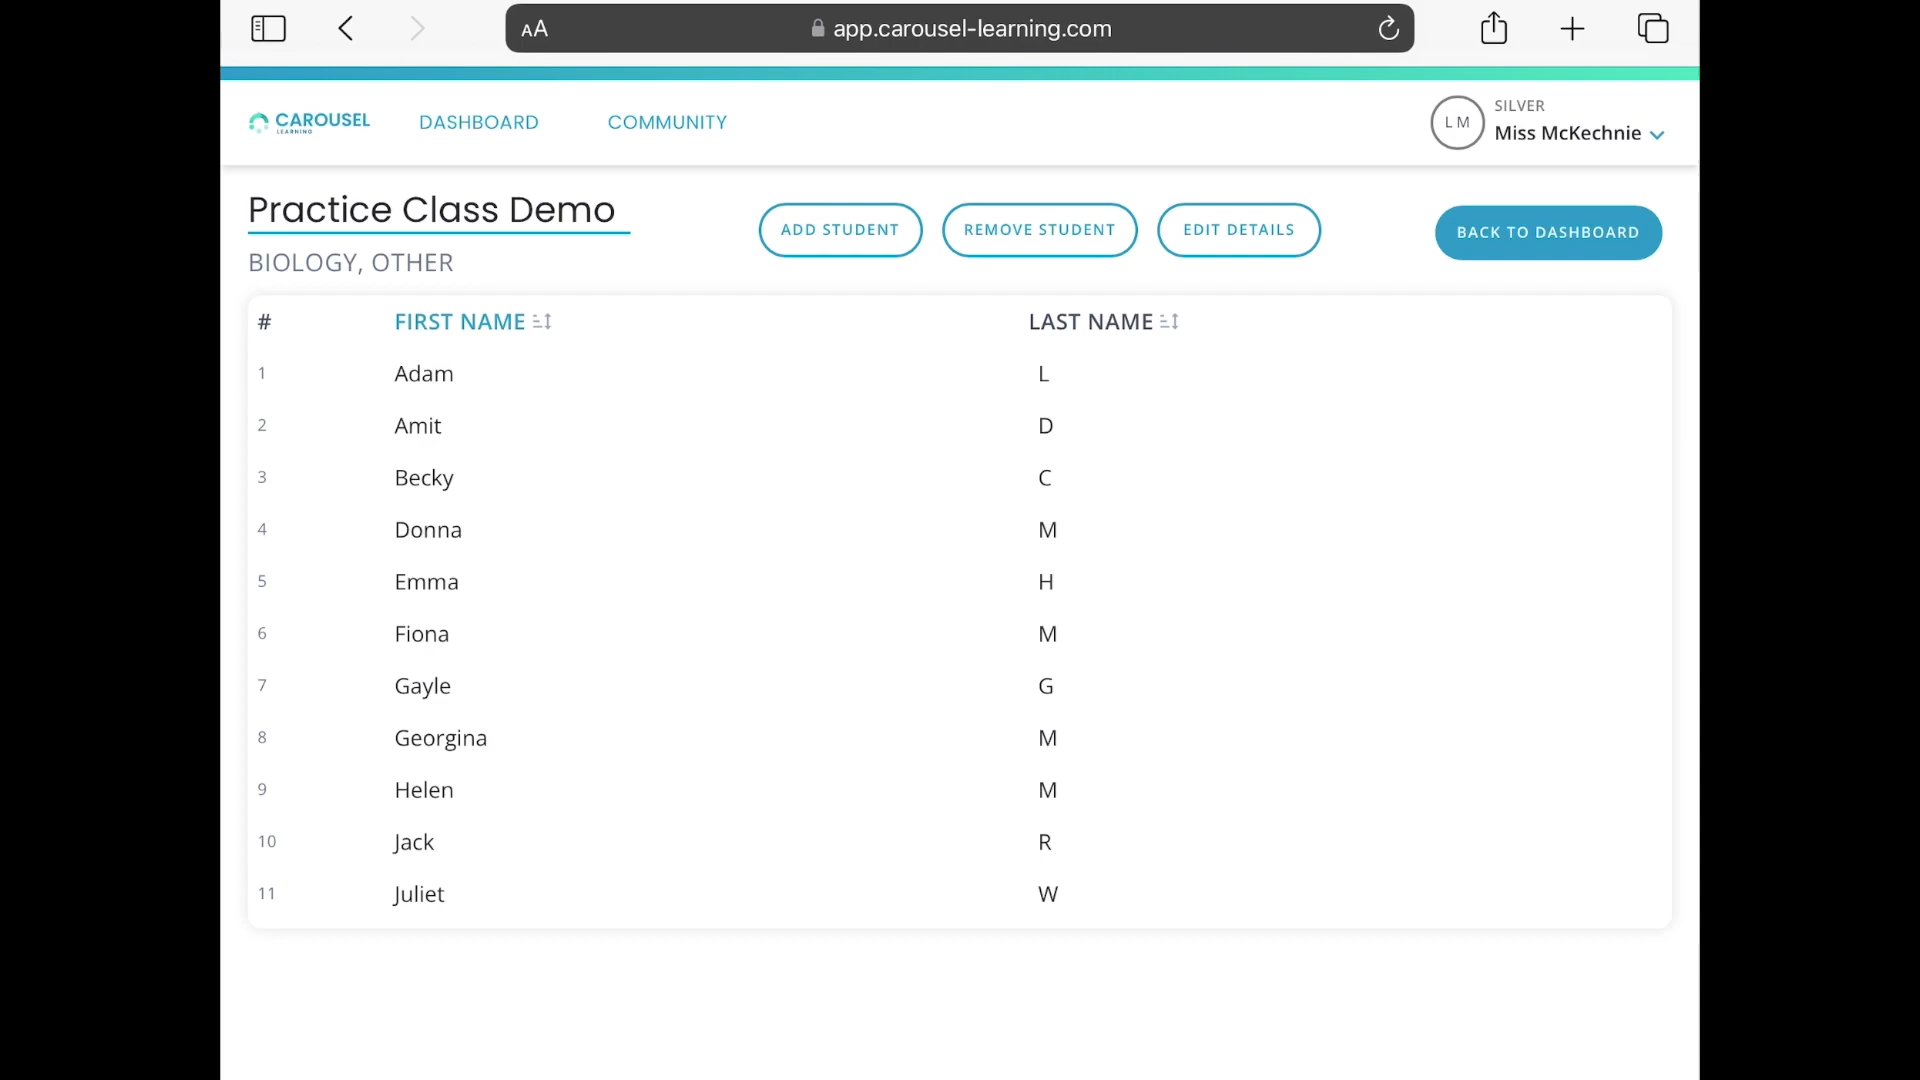 AA app.carousel-learning.com
CAROUSEL
LEARNING
DASHBOARD COMMUNITY
L M
SILVER
Miss McKechnie
Practice Class Demo
BIOLOGY, OTHER
ADD STUDENT REMOVE STUDENT EDIT DETAILS BACK TO DASHBOARD
# FIRST NAME LAST NAME
1 Adam L
2 Amit D
3 Becky C
4 Donna M
5 Emma H
6 Fiona M
7 Gayle G
8 Georgina M
9 Helen M
10 Jack R
11 Juliet W